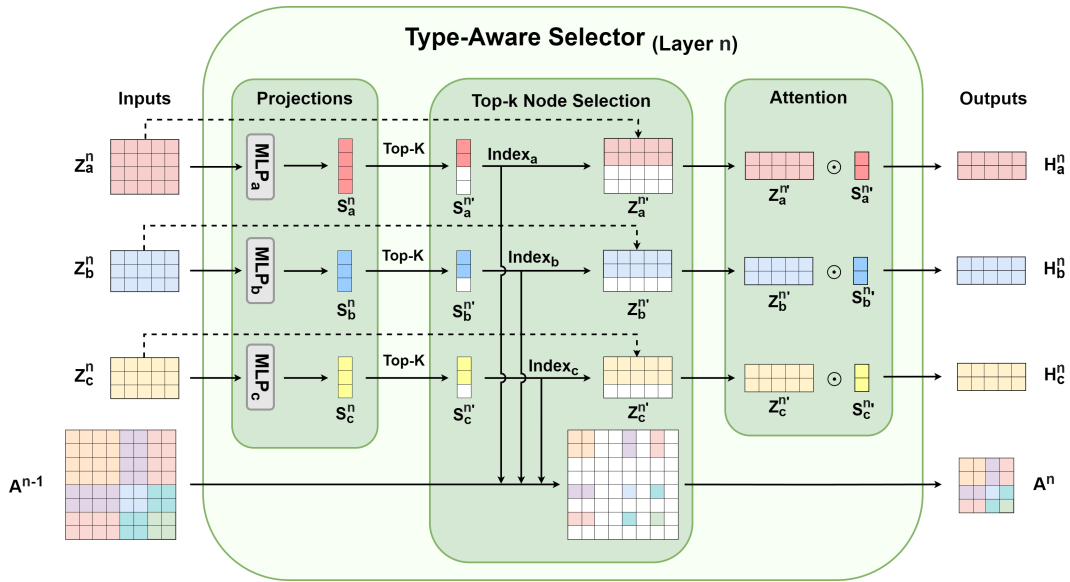 Type-Aware Selector (Layer n)
Inputs
Projections
Top-k Node Selection
Attention
Outputs
Z_a^n
MLP_a
S_a^n
Top-K
S_a^n'
Index_a
Z_a^n'
Z_a^n'
⊙
S_a^n'
H_a^n
Z_b^n
MLP_b
S_b^n
Top-K
S_b^n'
Index_b
Z_b^n'
Z_b^n'
⊙
S_b^n'
H_b^n
Z_c^n
MLP_c
S_c^n
Top-K
S_c^n'
Index_c
Z_c^n'
Z_c^n'
⊙
S_c^n'
H_c^n
A^n-1
A^n